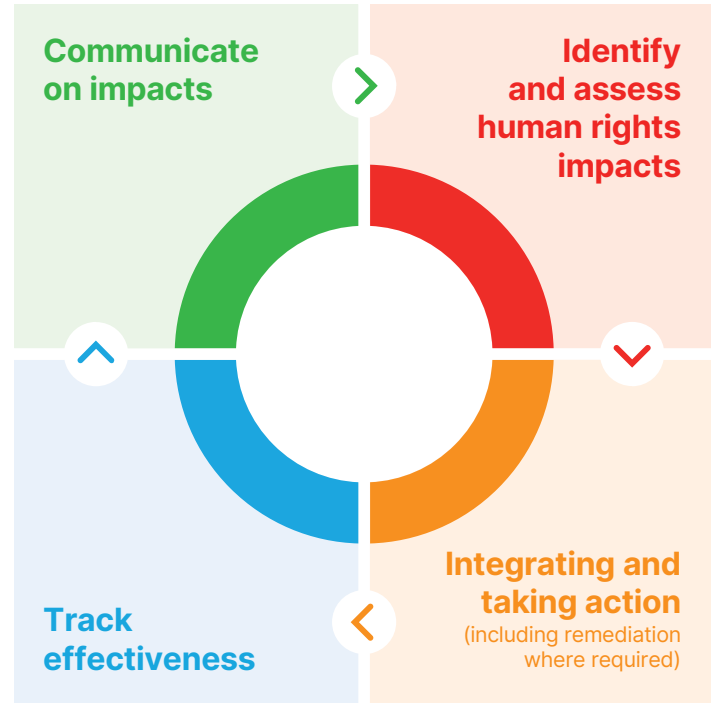 Communicate
on impacts
Identify
and assess
human rights
impacts
Integrating and
taking action
(including remediation
where required)
Track
effectiveness